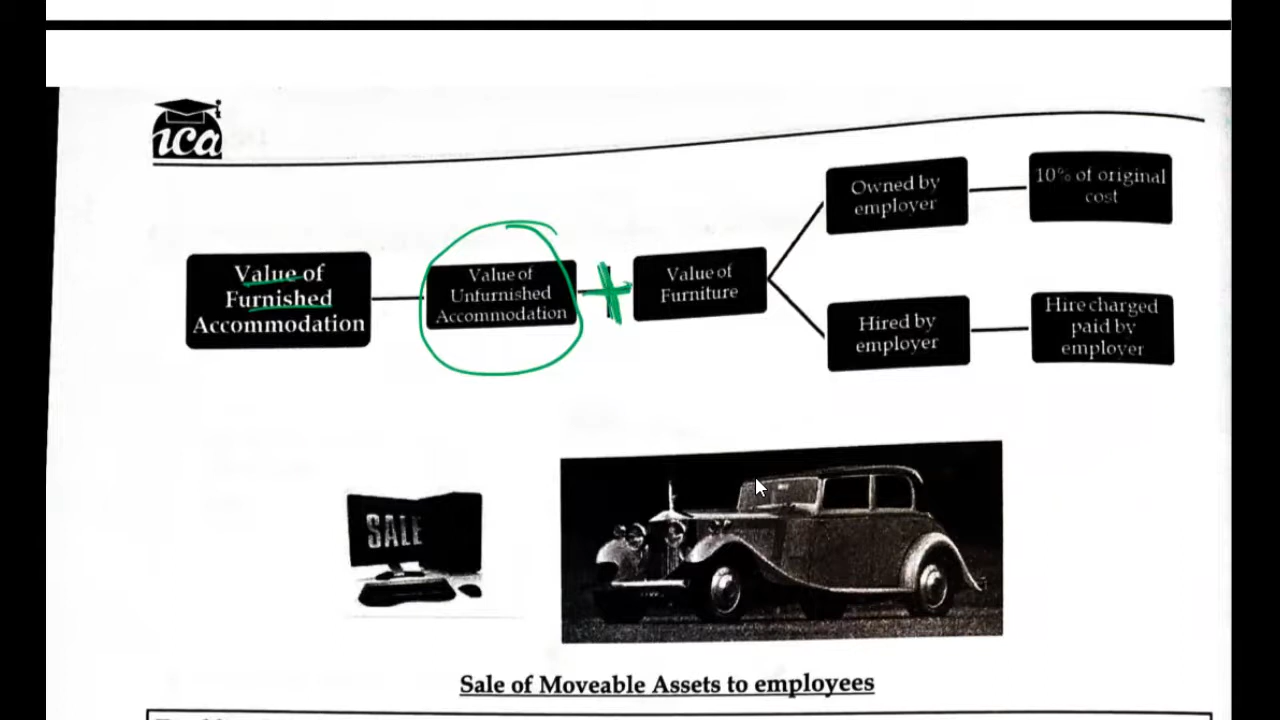 ica
Value of
Furnished
Accommodation
Value of
Unfurnished
Accommodation
Value of
Furniture
Owned by
employer
10% of original
cost
Hired by
employer
Hire charged
paid by
employer
SALE
Sale of Moveable Assets to employees